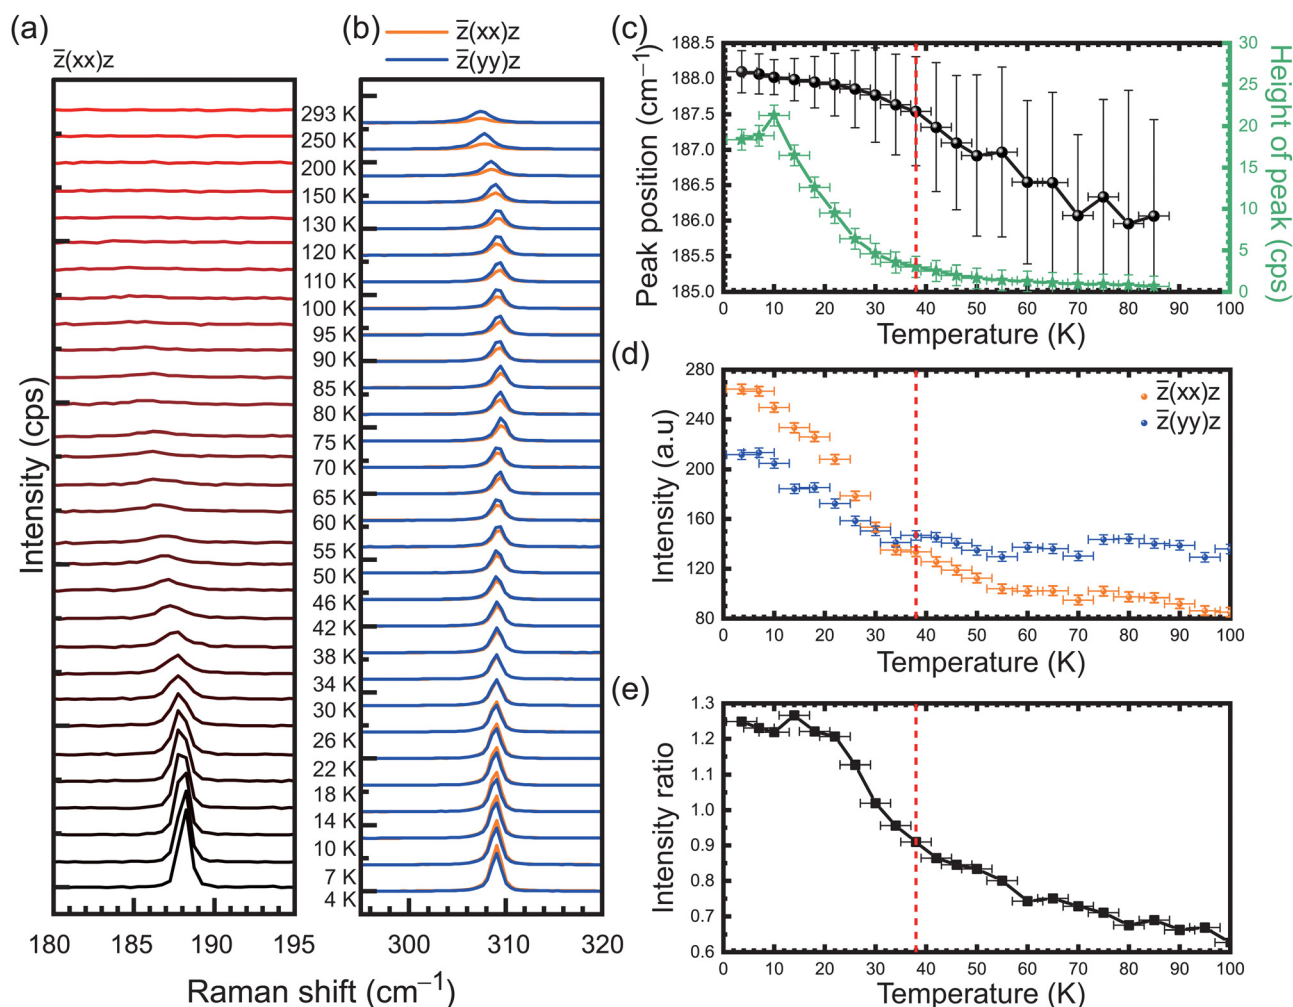 (a)
z̅(xx)z
Intensity (cps)
180 185 190 195
293 K
250 K
200 K
150 K
130 K
120 K
110 K
100 K
95 K
90 K
85 K
80 K
75 K
70 K
65 K
60 K
55 K
50 K
46 K
42 K
38 K
34 K
30 K
26 K
22 K
18 K
14 K
10 K
7 K
4 K
(b)
z̅(xx)z
z̅(yy)z
300 310 320
Raman shift (cm⁻¹)
(c)
Peak position (cm⁻¹)
188.5
188.0
187.5
187.0
186.5
186.0
185.5
185.0
0 10 20 30 40 50 60 70 80 90 100
Temperature (K)
30
25
20
15
10
5
0
Height of peak (cps)
(d)
Intensity (a.u)
280
240
200
160
120
80
z̅(xx)z
z̅(yy)z
0 10 20 30 40 50 60 70 80 90 100
Temperature (K)
(e)
Intensity ratio
1.3
1.2
1.1
1.0
0.9
0.8
0.7
0.6
0 10 20 30 40 50 60 70 80 90 100
Temperature (K)